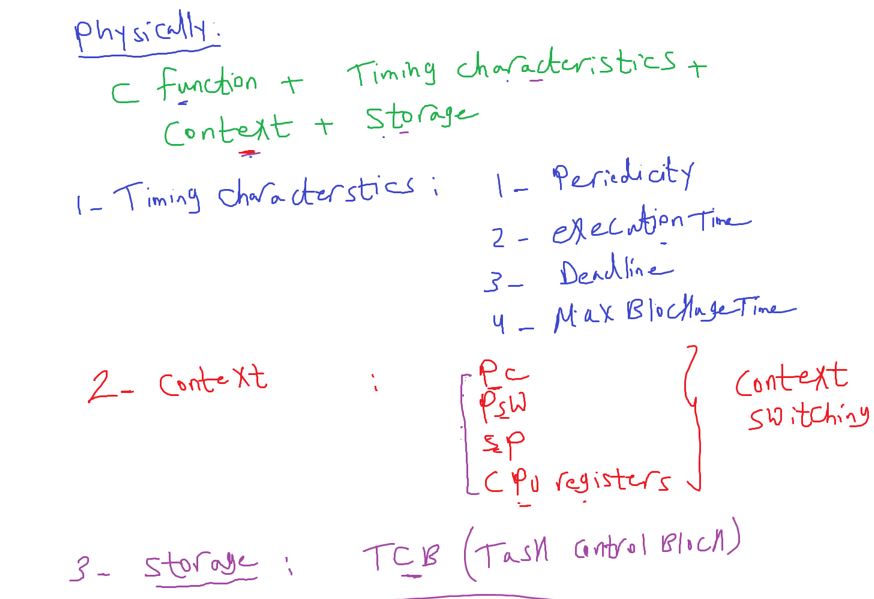 Physically:
C function + Timing characteristics +
Context + Storage
1- Timing characterstics : 1- Periedicity
2- execution Time
3- Deadline
4- Max Blockage Time
2- Context : PC
PSW
SP
CPU registers
Context
switching
3- storage : TCB (Task Control Block)